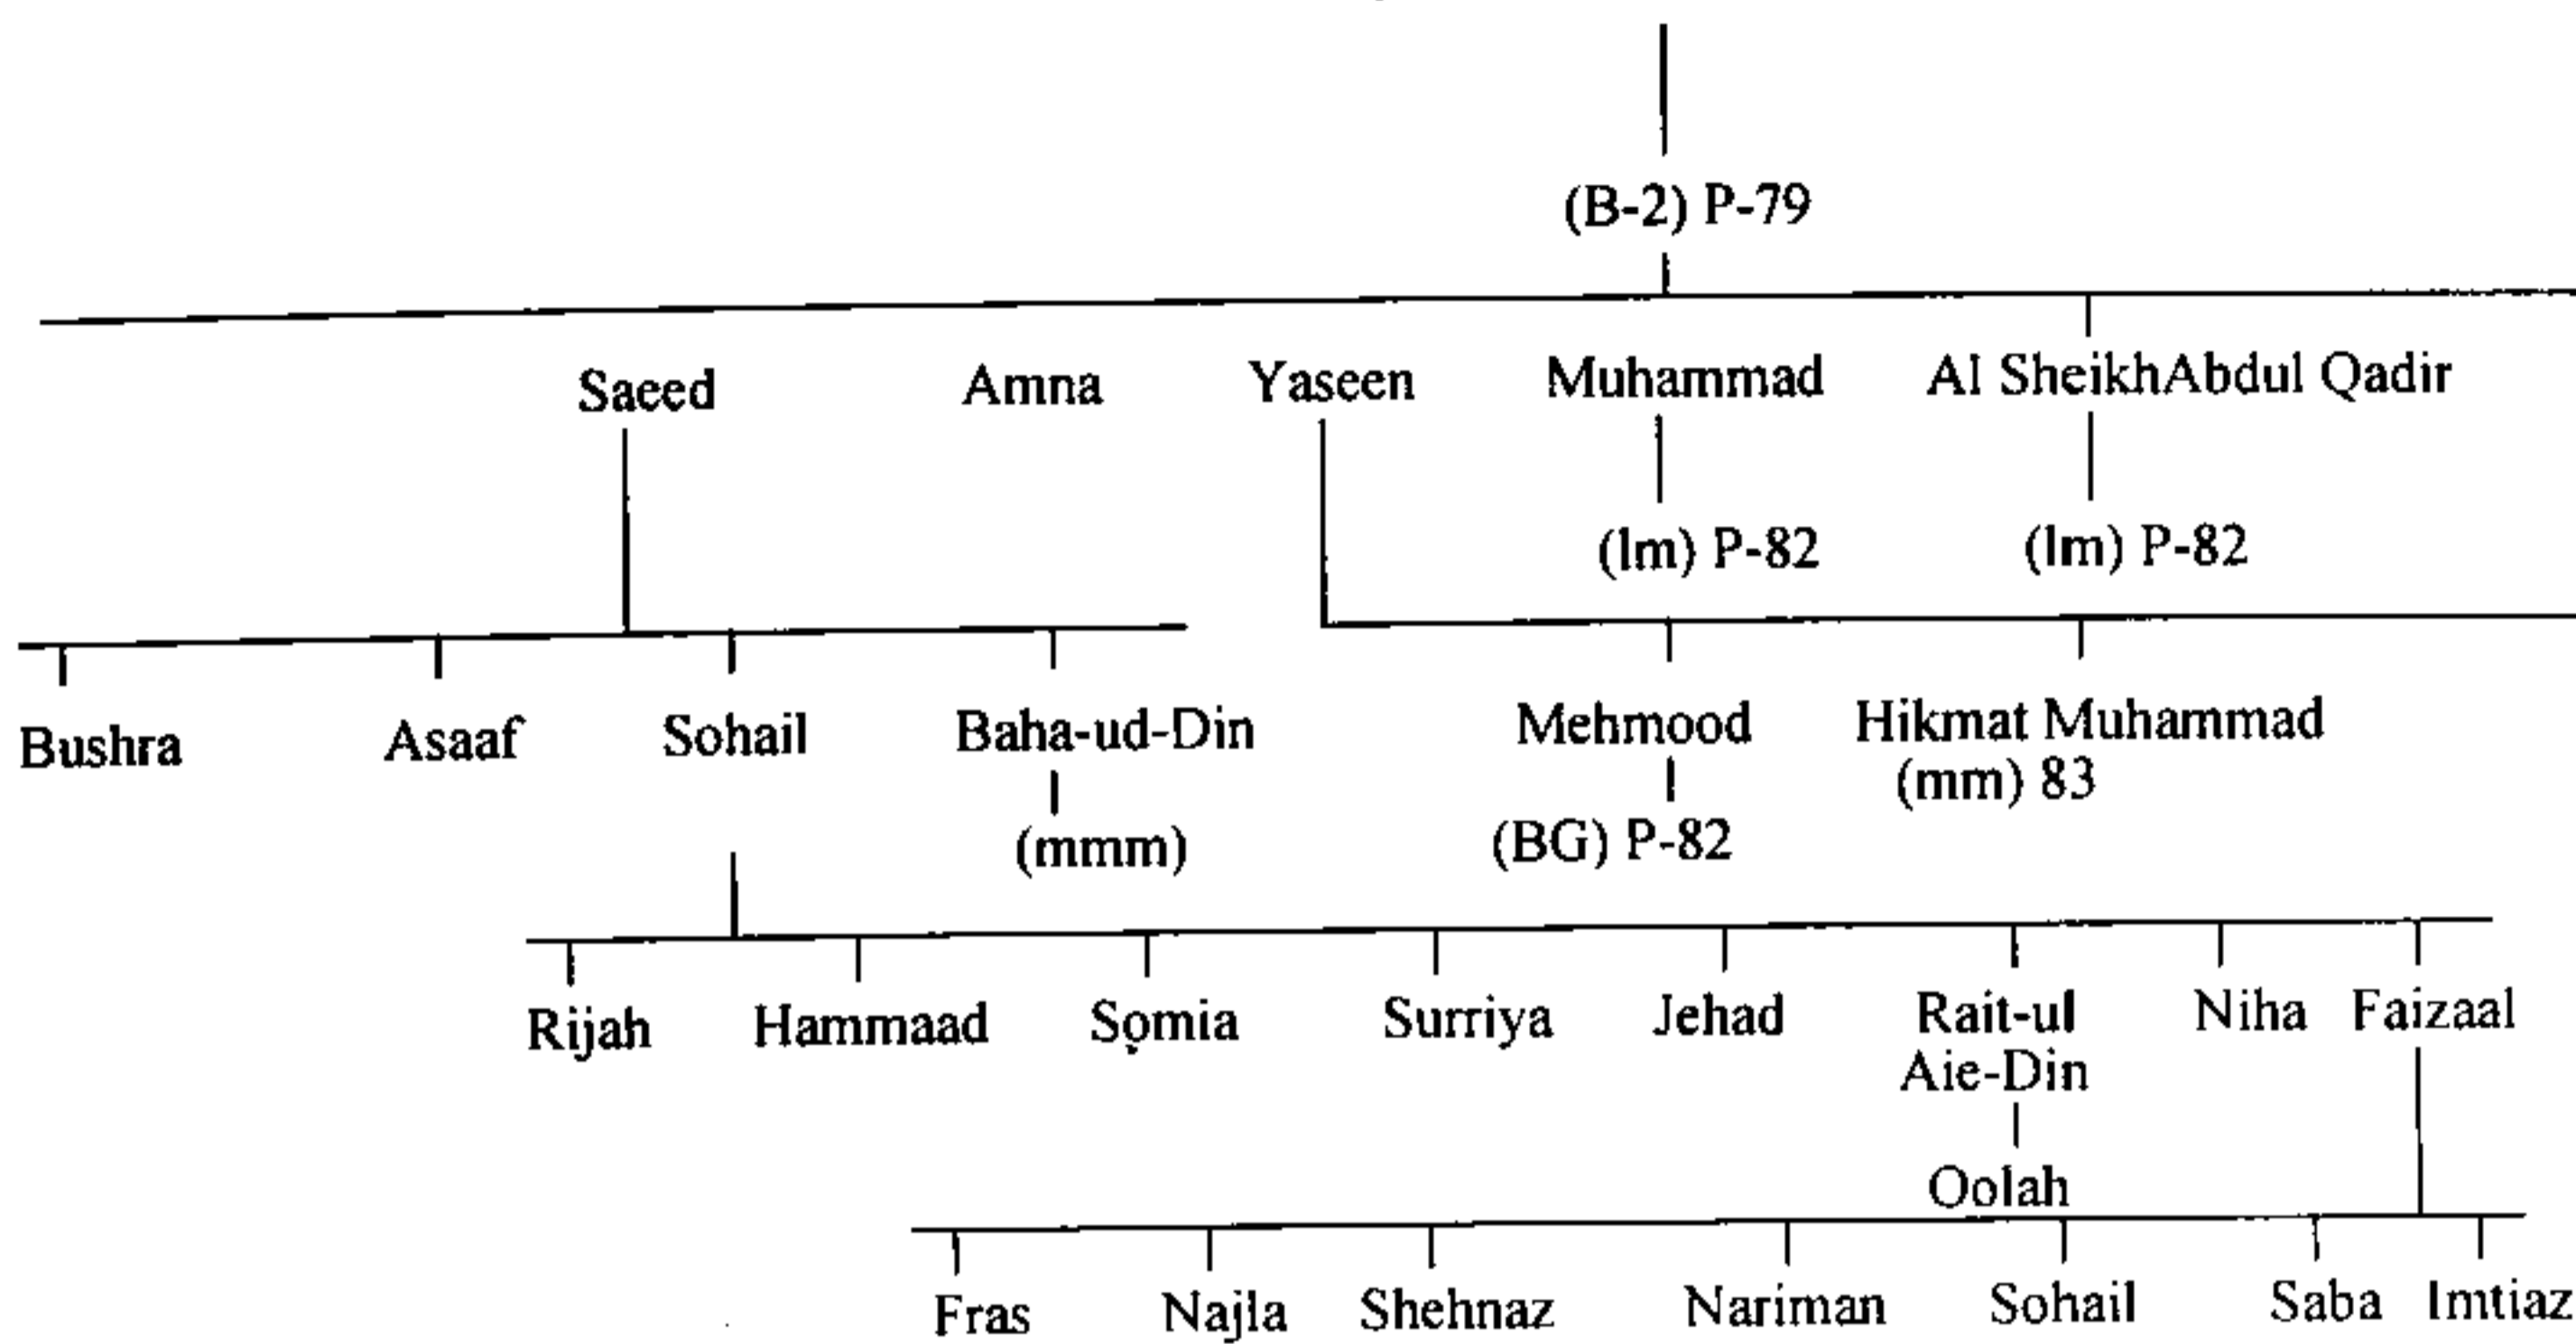 (B-2) P-79
Saeed Amna Yaseen Muhammad Al SheikhAbdul Qadir
(lm) P-82 (lm) P-82
Bushra Asaaf Sohail Baha-ud-Din Mehmood Hikmat Muhammad
(mm) 83
(mmm) (BG) P-82
Rijah Hammaad Somia Surriya Jehad Rait-ul Niha Faizaal
Aie-Din
Oolah
Fras Najla Shehnaz Nariman Sohail Saba Imtiaz